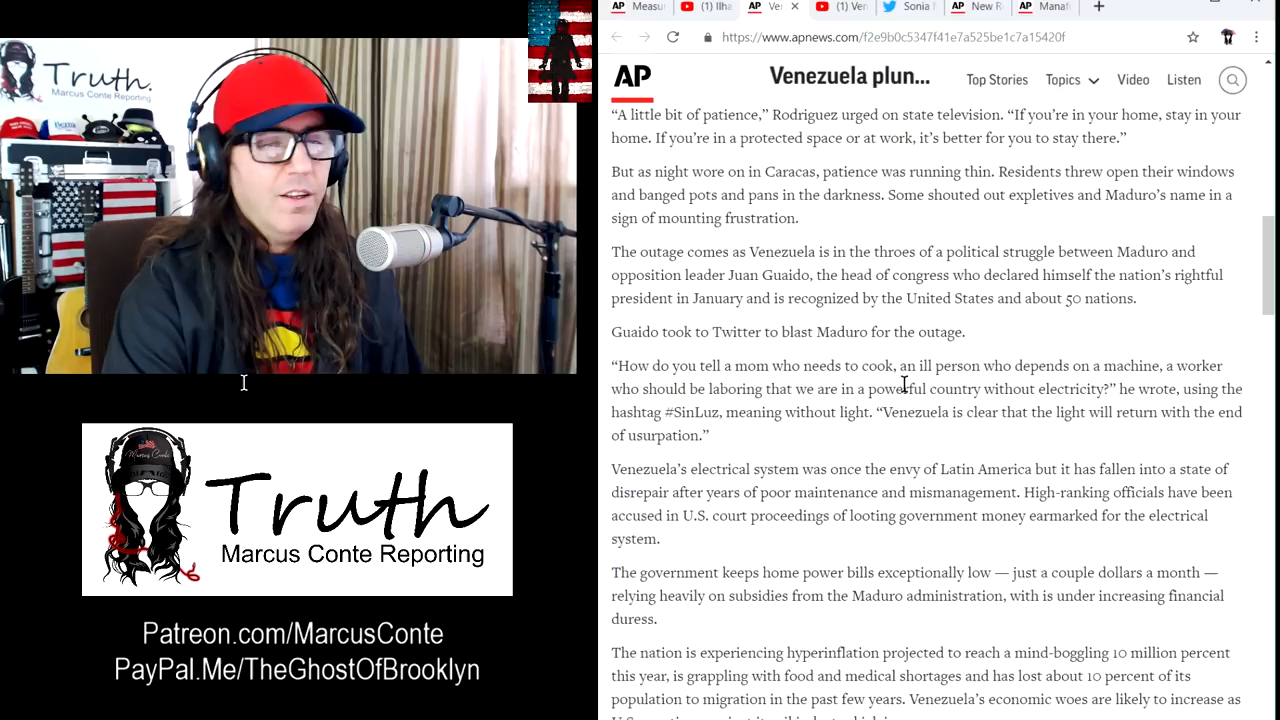 Truth.
Marcus Conte Reporting
Measu
(1) Ilha
Ve
(1) Ven
Sonia
New
Manaf
https://www.apnews.com/f2e9b0c5347f41e7a525be1c7a15420f
AP
Venezuela plun...
Top Stories
Topics
Video
Listen
“A little bit of patience,” Rodriguez urged on state television. “If you’re in your home, stay in your
home. If you’re in a protected space or at work, it’s better for you to stay there.”
But as night wore on in Caracas, patience was running thin. Residents threw open their windows
and banged pots and pans in the darkness. Some shouted out expletives and Maduro’s name in a
sign of mounting frustration.
The outage comes as Venezuela is in the throes of a political struggle between Maduro and
opposition leader Juan Guaido, the head of congress who declared himself the nation’s rightful
president in January and is recognized by the United States and about 50 nations.
Guaido took to Twitter to blast Maduro for the outage.
“How do you tell a mom who needs to cook, an ill person who depends on a machine, a worker
who should be laboring that we are in a powerful country without electricity?” he wrote, using the
hashtag #SinLuz, meaning without light. “Venezuela is clear that the light will return with the end
of usurpation.”
Venezuela’s electrical system was once the envy of Latin America but it has fallen into a state of
disrepair after years of poor maintenance and mismanagement. High-ranking officials have been
accused in U.S. court proceedings of looting government money earmarked for the electrical
system.
The government keeps home power bills exceptionally low — just a couple dollars a month —
relying heavily on subsidies from the Maduro administration, with is under increasing financial
duress.
The nation is experiencing hyperinflation projected to reach a mind-boggling 10 million percent
this year, is grappling with food and medical shortages and has lost about 10 percent of its
population to migration in the past few years. Venezuela’s economic woes are likely to increase as
Marcus Conte
Truth
Marcus Conte Reporting
Patreon.com/MarcusConte
PayPal.Me/TheGhostOfBrooklyn